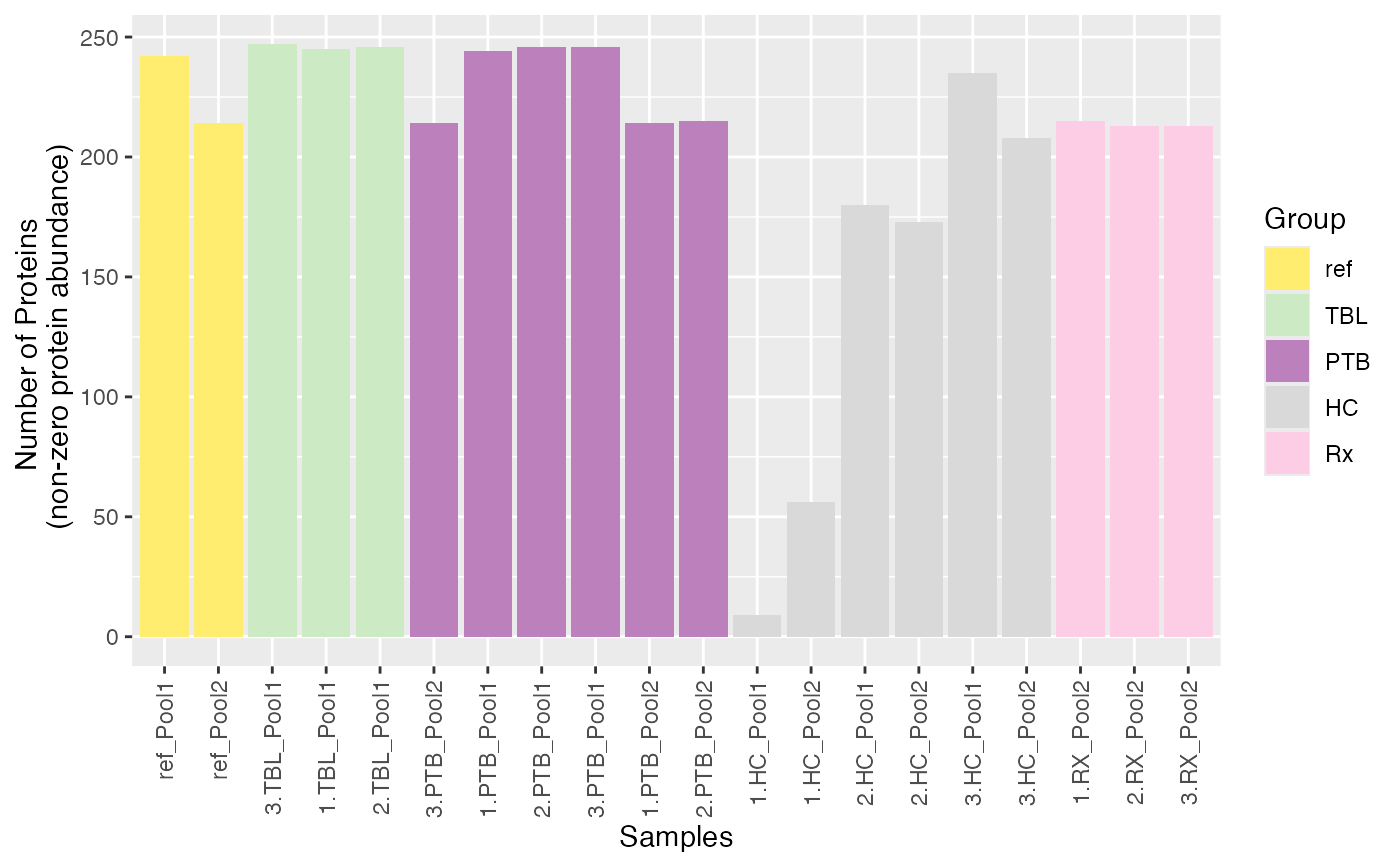 Number of Proteins
(non-zero protein abundance)
250
200
150
100
50
0
ref_Pool1
ref_Pool2
3.TBL_Pool1
1.TBL_Pool1
2.TBL_Pool1
3.PTB_Pool2
1.PTB_Pool1
2.PTB_Pool1
3.PTB_Pool1
1.PTB_Pool2
2.PTB_Pool2
1.HC_Pool1
1.HC_Pool2
2.HC_Pool1
2.HC_Pool2
3.HC_Pool1
3.HC_Pool2
1.RX_Pool2
2.RX_Pool2
3.RX_Pool2
Samples
Group
ref
TBL
PTB
HC
Rx